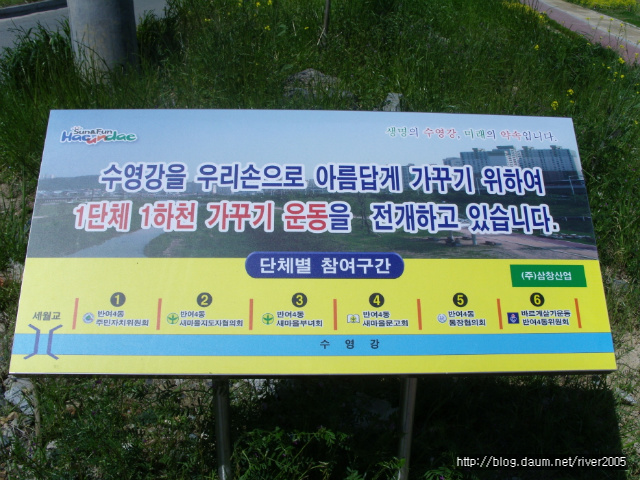 Sun&Fun
Haeundae
생명의 수영강, 미래의 약속입니다.
수영강을 우리손으로 아름답게 가꾸기 위하여
1단체 1하천 가꾸기 운동을 전개하고 있습니다.
단체별 참여구간
(주)삼창산업
세월교
1
반여4동
주민자치위원회
2
반여4동
새마을지도자협의회
3
반여4동
새마을부녀회
4
반여4동
새마을문고회
5
반여4동
통장협의회
6
바르게살기운동
반여4동위원회
수 영 강
http://blog.daum.net/river2005